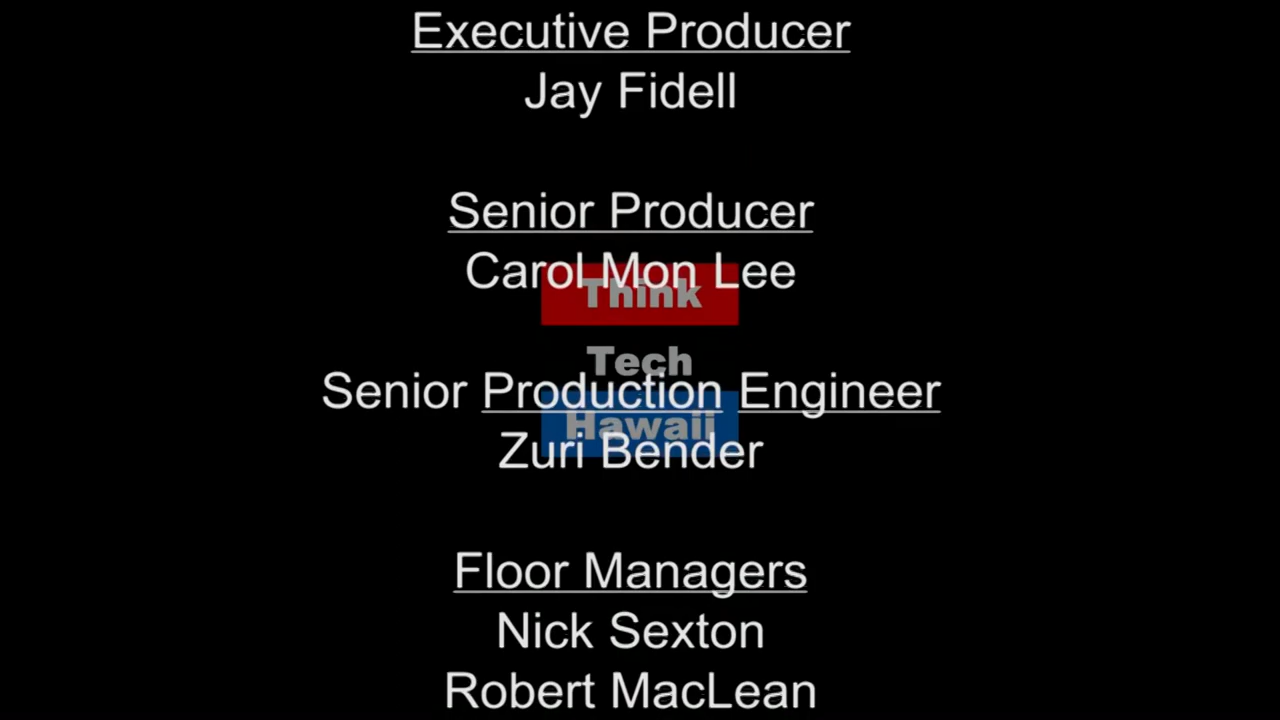 Executive Producer
Jay Fidell
Senior Producer
Carol Mon Lee
Think
Tech
Senior Production Engineer
Hawaii
Zuri Bender
Floor Managers
Nick Sexton
Robert MacLean